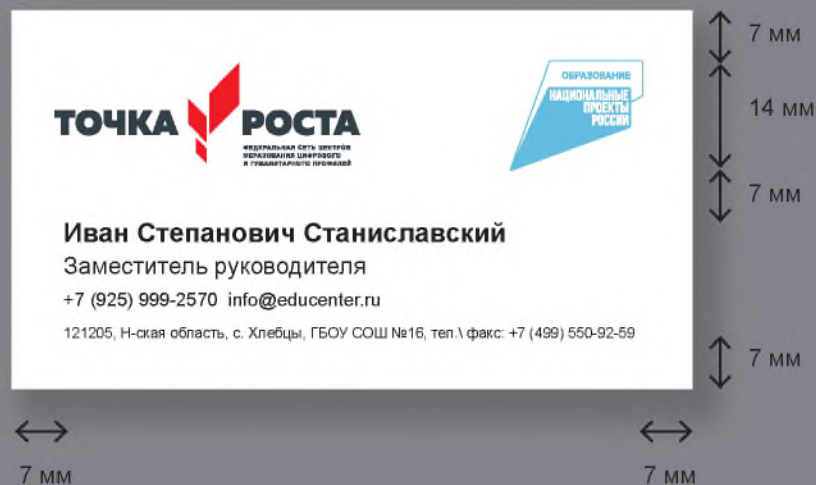 ТОЧКА РОСТА
ФЕДЕРАЛЬНАЯ СЕТЬ ЦЕНТРОВ
ОБРАЗОВАНИЯ ЦИФРОВОГО
И ГУМАНИТАРНОГО ПРОФИЛЕЙ
ОБРАЗОВАНИЕ
НАЦИОНАЛЬНЫЕ
ПРОЕКТЫ
РОССИИ
Иван Степанович Станиславский
Заместитель руководителя
+7 (925) 999-2570 info@educenter.ru
121205, Н-ская область, с. Хлебцы, ГБОУ СОШ №16, тел.\ факс: +7 (499) 550-92-59
7 мм
14 мм
7 мм
7 мм
7 мм
7 мм